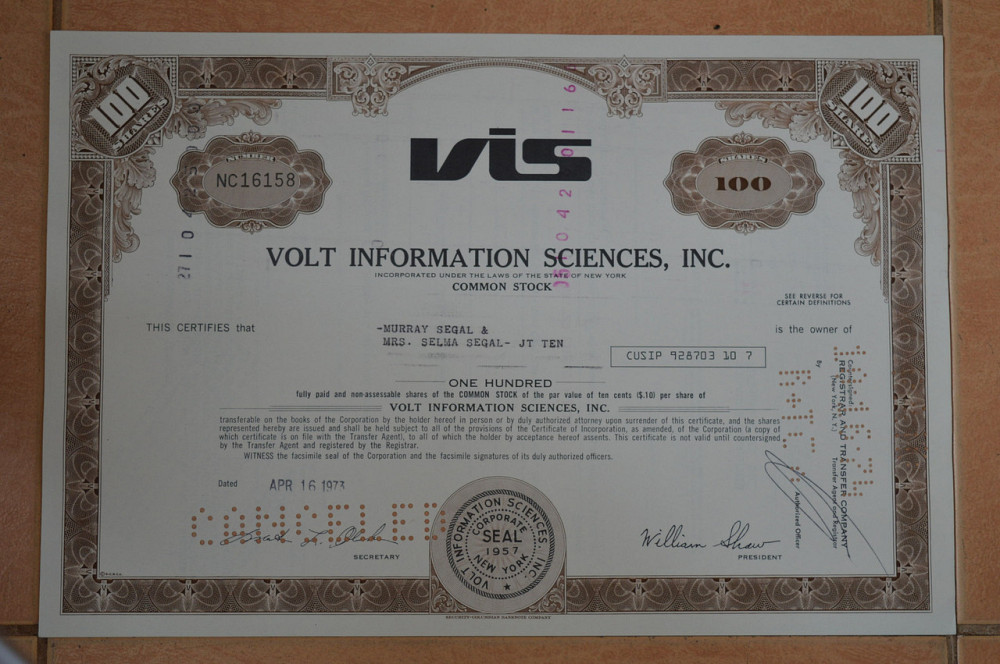 100
SHARES
100
SHARES
VIS
NUMBER
NC16158
SHARES
100
VOLT INFORMATION SCIENCES, INC.
INCORPORATED UNDER THE LAWS OF THE STATE OF NEW YORK
COMMON STOCK
SEE REVERSE FOR
CERTAIN DEFINITIONS
THIS CERTIFIES that
-MURRAY SEGAL &
MRS. SELMA SEGAL- JT TEN
is the owner of
CUSIP 928703 10 7
ONE HUNDRED
fully paid and non-assessable shares of the COMMON STOCK of the par value of ten cents ($.10) per share of
VOLT INFORMATION SCIENCES, INC.
transferable on the books of the Corporation by the holder hereof in person or by duly authorized attorney upon surrender of this certificate, and the shares
represented hereby are issued and shall be held subject to all of the provisions of the Certificate of Incorporation, as amended, of the Corporation (a copy of
which certificate is on file with the Transfer Agent), to all of which the holder by acceptance hereof assents. This certificate is not valid until countersigned
by the Transfer Agent and registered by the Registrar.
WITNESS the facsimile seal of the Corporation and the facsimile signatures of its duly authorized officers.
Dated APR 16 1973
CANCELED
SECRETARY
VOLT INFORMATION SCIENCES INC.
CORPORATE
SEAL
1957
NEW YORK
William Shaw
PRESIDENT
Countersigned
REGISTRAR AND TRANSFER COMPANY
(New York, N.Y.)
Transfer Agent and Registrar
By
Authorized Officer
SECURITY-COLUMBIAN BANKNOTE COMPANY